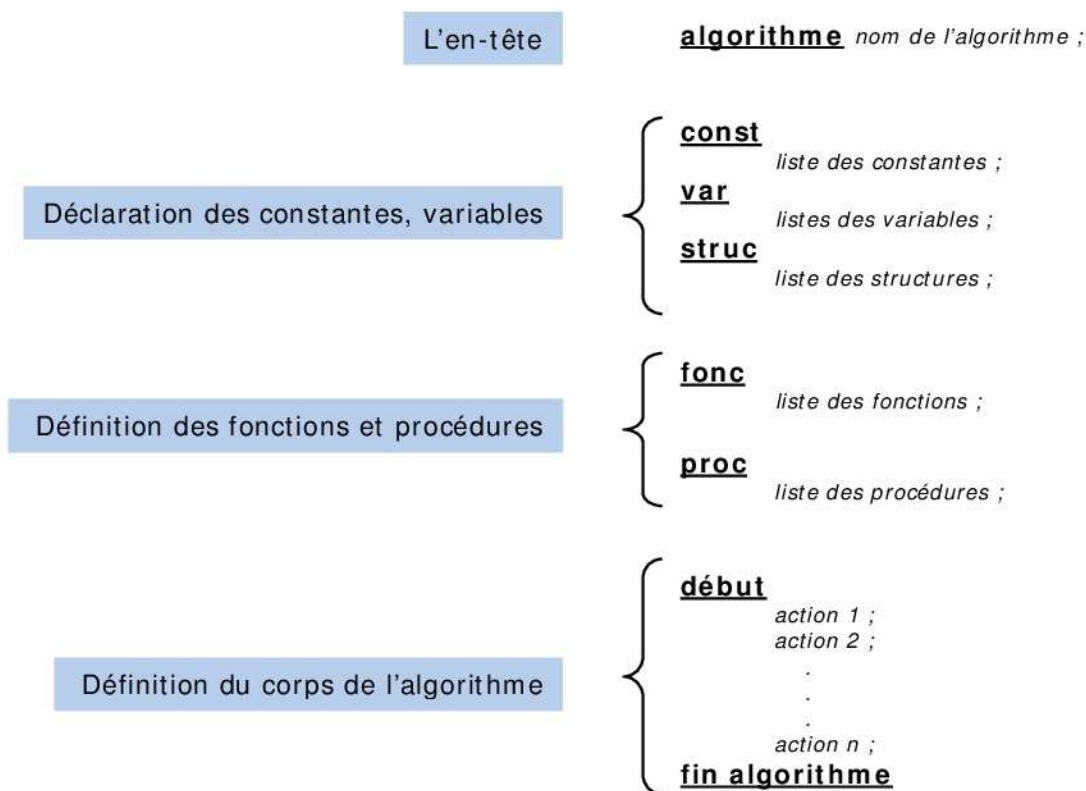 L'en-tête
algorithme nom de l'algorithme ;
Déclaration des constantes, variables
const
liste des constantes ;
var
listes des variables ;
struc
liste des structures ;
Définition des fonctions et procédures
fonc
liste des fonctions ;
proc
liste des procédures ;
Définition du corps de l'algorithme
début
action 1 ;
action 2 ;
.
.
.
action n ;
fin algorithme